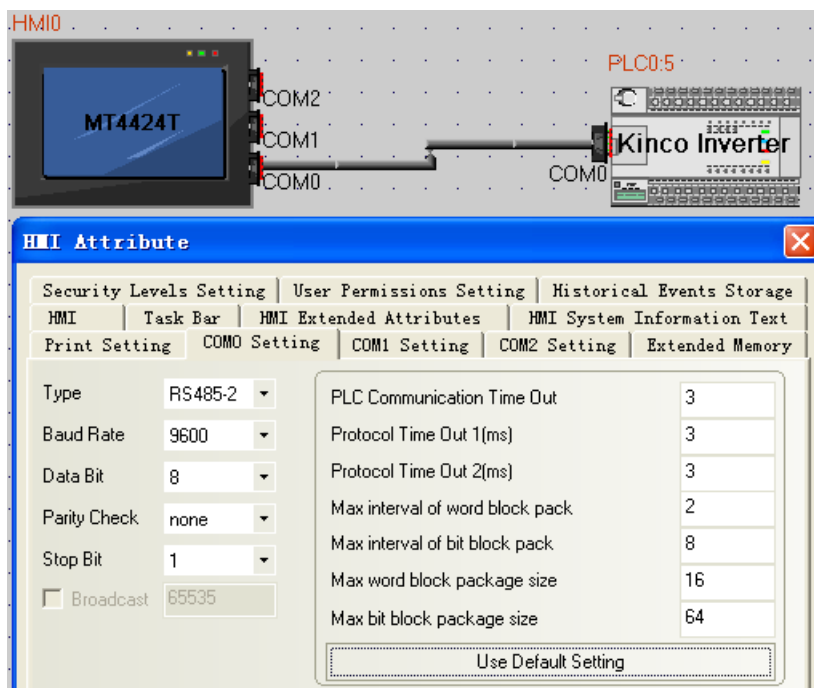 HMI0
PLC0:5
MT4424T
COM2
COM1
COM0
Kinco Inverter
COM0
HMI Attribute
Security Levels Setting User Permissions Setting Historical Events Storage
HMI Task Bar HMI Extended Attributes HMI System Information Text
Print Setting COM0 Setting COM1 Setting COM2 Setting Extended Memory
Type RS485-2 PLC Communication Time Out 3
Baud Rate 9600 Protocol Time Out 1(ms) 3
Data Bit 8 Protocol Time Out 2(ms) 3
Parity Check none Max interval of word block pack 2
Stop Bit 1 Max interval of bit block pack 8
Broadcast 65535 Max word block package size 16
Max bit block package size 64
Use Default Setting